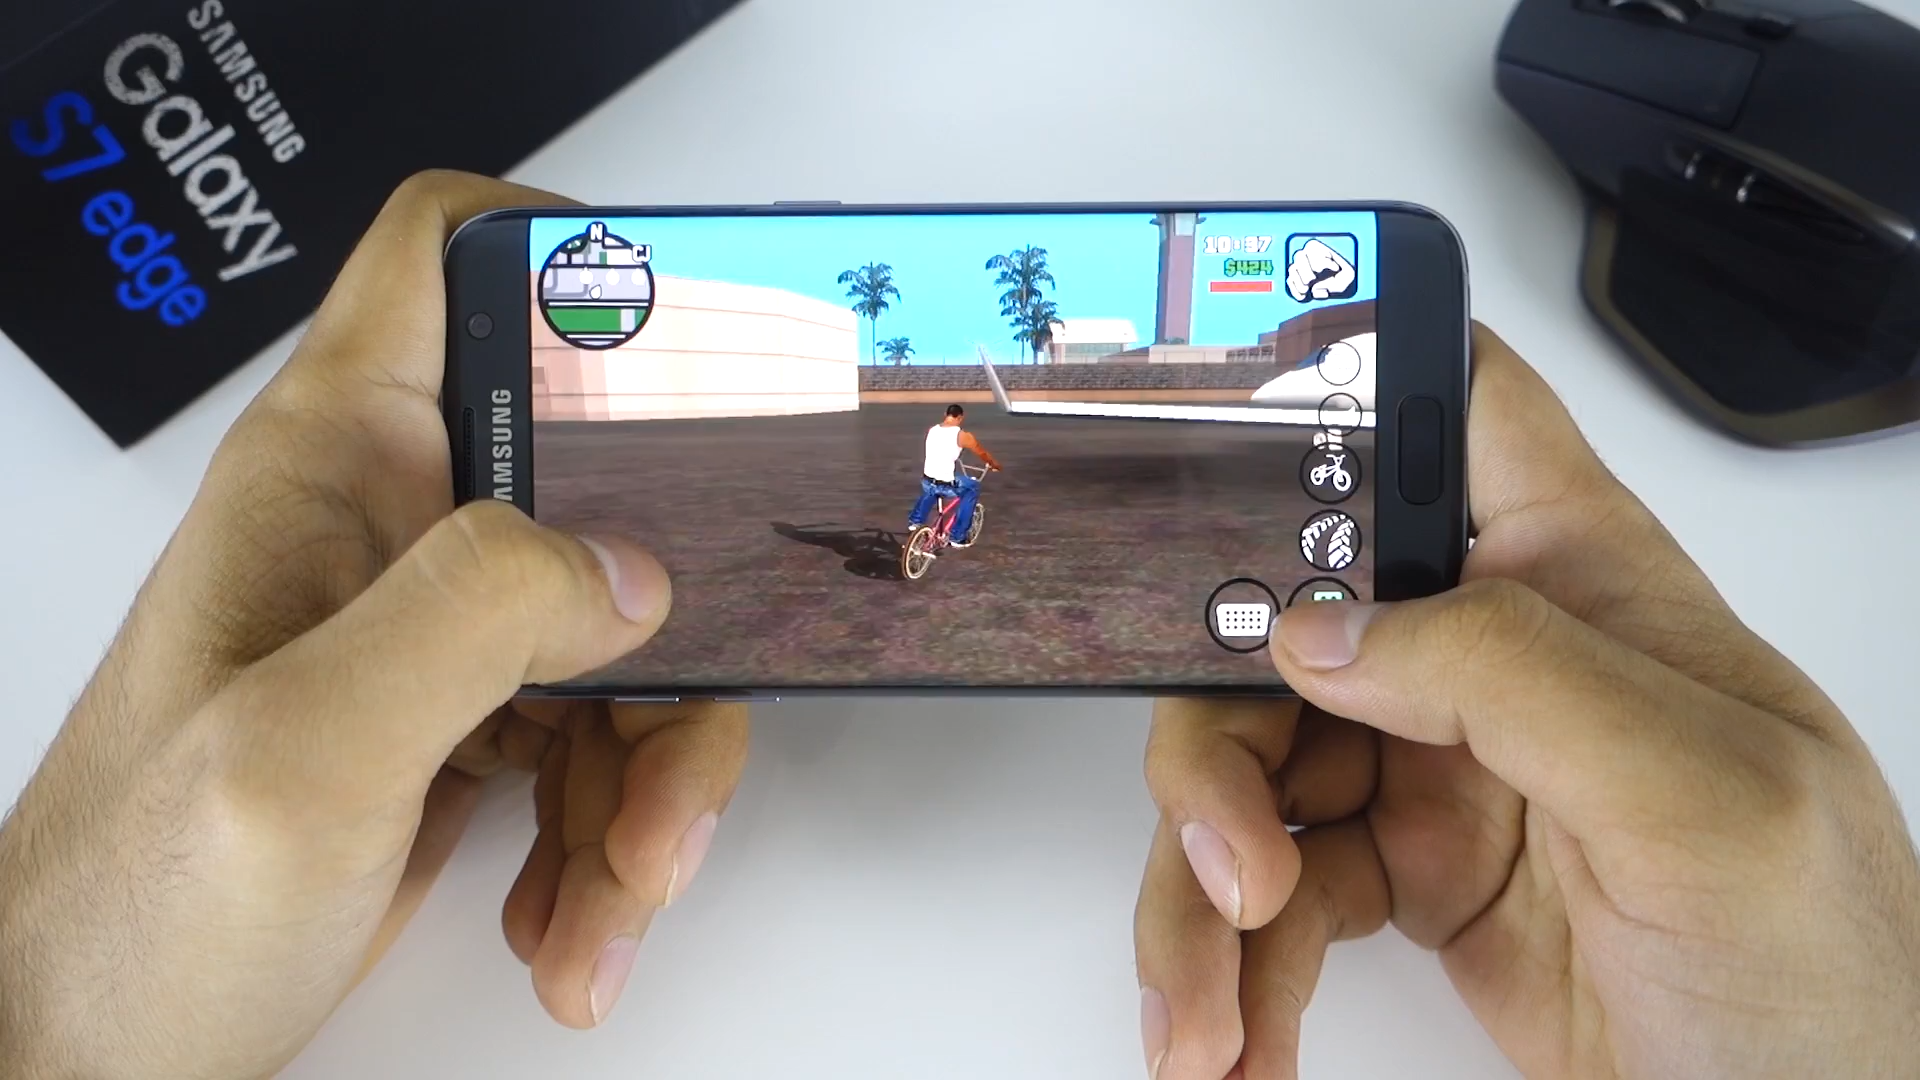 SAMSUNG
Galaxy
S7 edge
SAMSUNG
N
CJ
10:37
$424